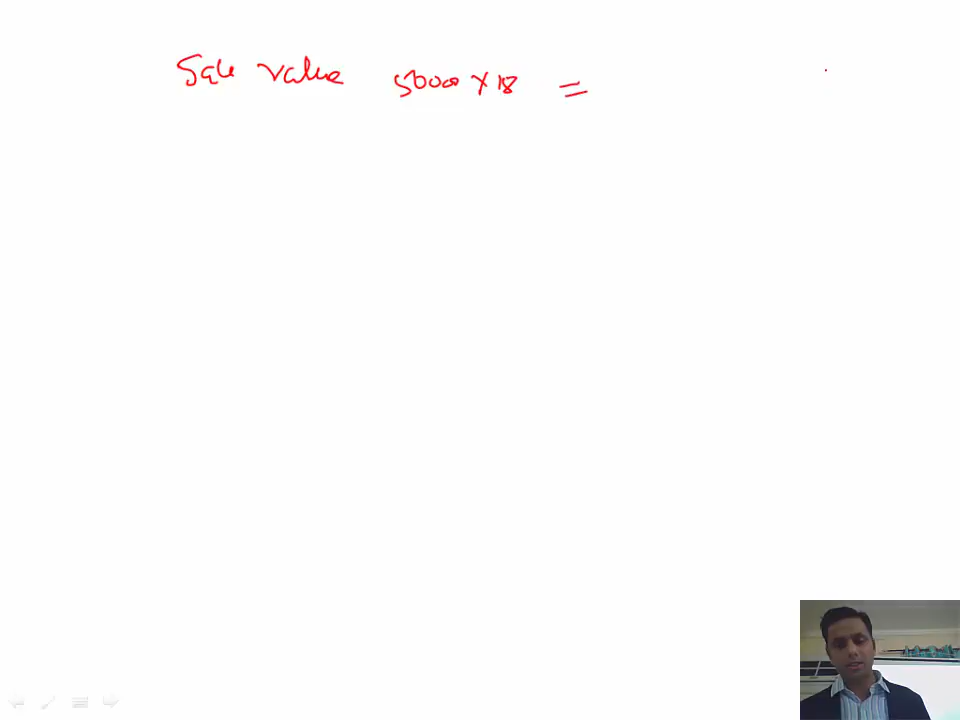 Sale value 5000 × 18 =